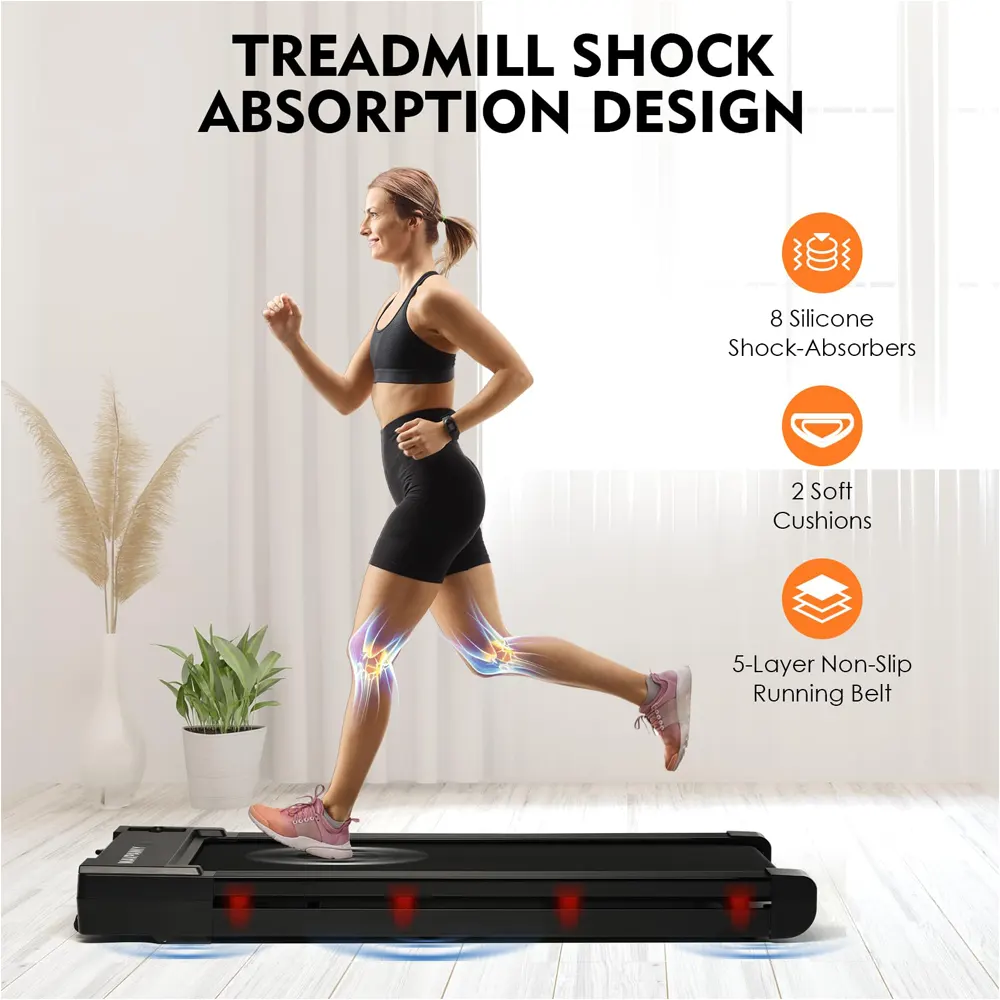 TREADMILL SHOCK
ABSORPTION DESIGN
8 Silicone
Shock-Absorbers
2 Soft
Cushions
5-Layer Non-Slip
Running Belt